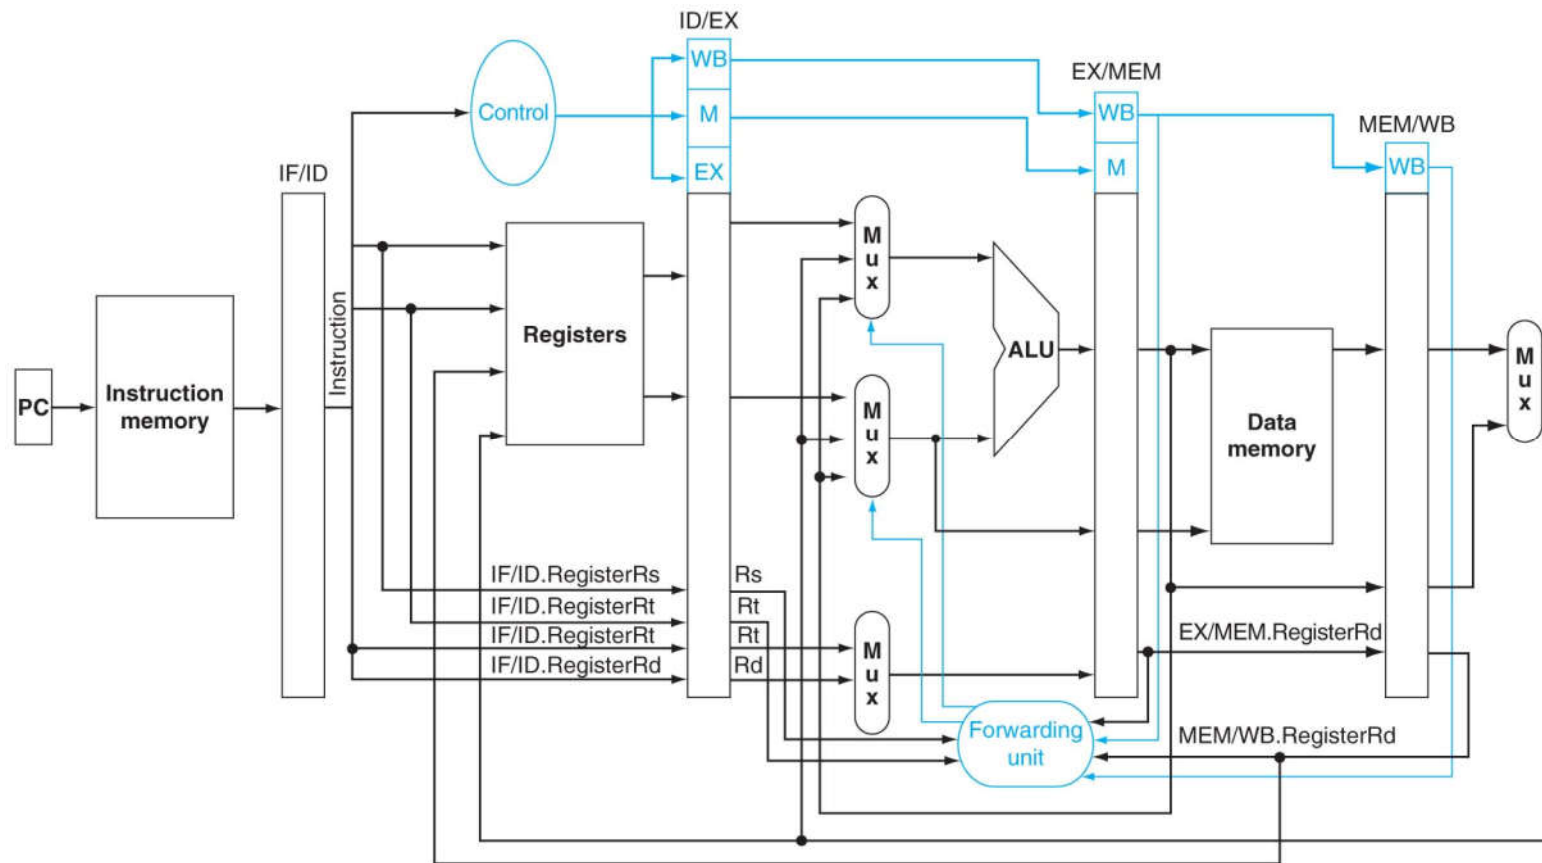 ID/EX
WB
EX/MEM
Control
M
WB
MEM/WB
IF/ID
EX
M
WB
M
u
x
Registers
Instruction
ALU
M
u
x
PC
Instruction
memory
M
u
x
Data
memory
IF/ID.RegisterRs
Rs
IF/ID.RegisterRt
Rt
IF/ID.RegisterRt
Rt
IF/ID.RegisterRd
Rd
M
u
x
EX/MEM.RegisterRd
Forwarding
unit
MEM/WB.RegisterRd